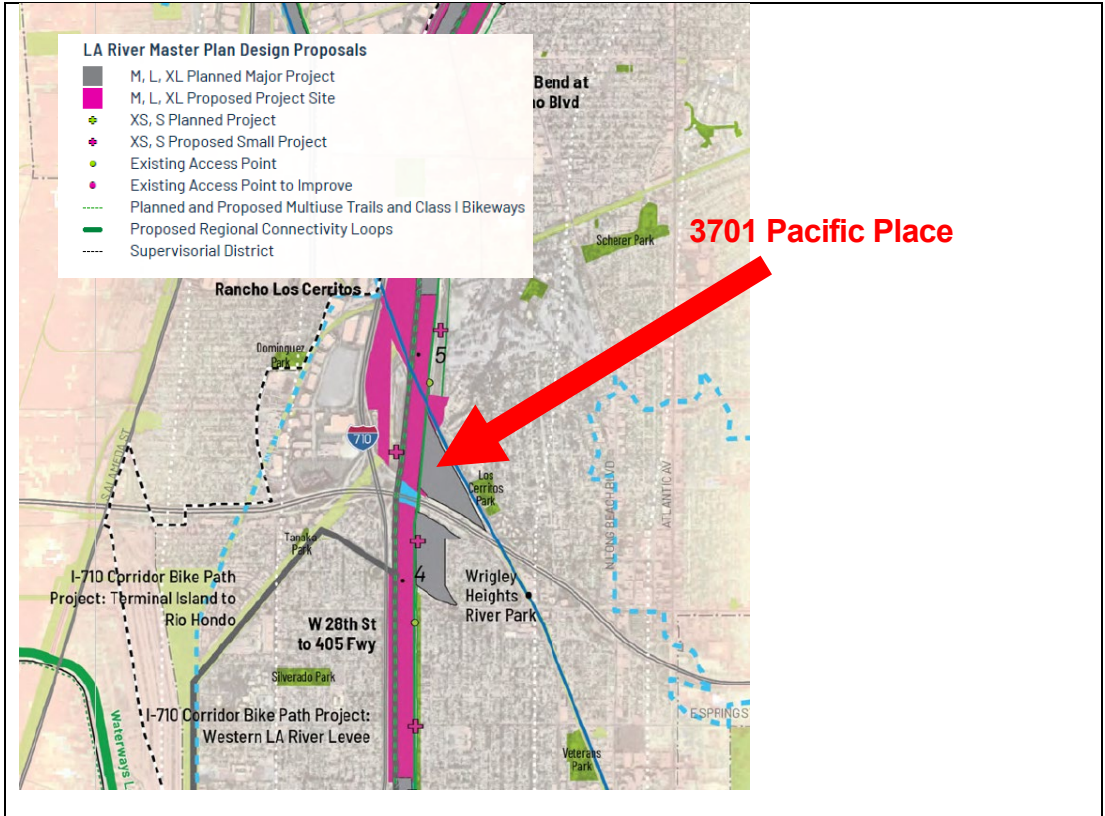 LA River Master Plan Design Proposals
M, L, XL Planned Major Project
M, L, XL Proposed Project Site
XS, S Planned Project
XS, S Proposed Small Project
Existing Access Point
Existing Access Point to Improve
Planned and Proposed Multiuse Trails and Class I Bikeways
Proposed Regional Connectivity Loops
Supervisorial District
Bend at
Blvd
3701 Pacific Place
Scherer Park
Rancho Los Cerritos
Dominguez
Park
5
710
S ALAMEDA ST
Los
Cerritos
Park
N LONG BEACH BLVD
ATLANTIC AV
Tanaka
Park
I-710 Corridor Bike Path
Project: Terminal Island to
Rio Hondo
4
Wrigley
Heights
River Park
W 28th St
to 405 Fwy
Silverado Park
E SPRINGS
I-710 Corridor Bike Path Project:
Western LA River Levee
Waterways L
Veterans
Park